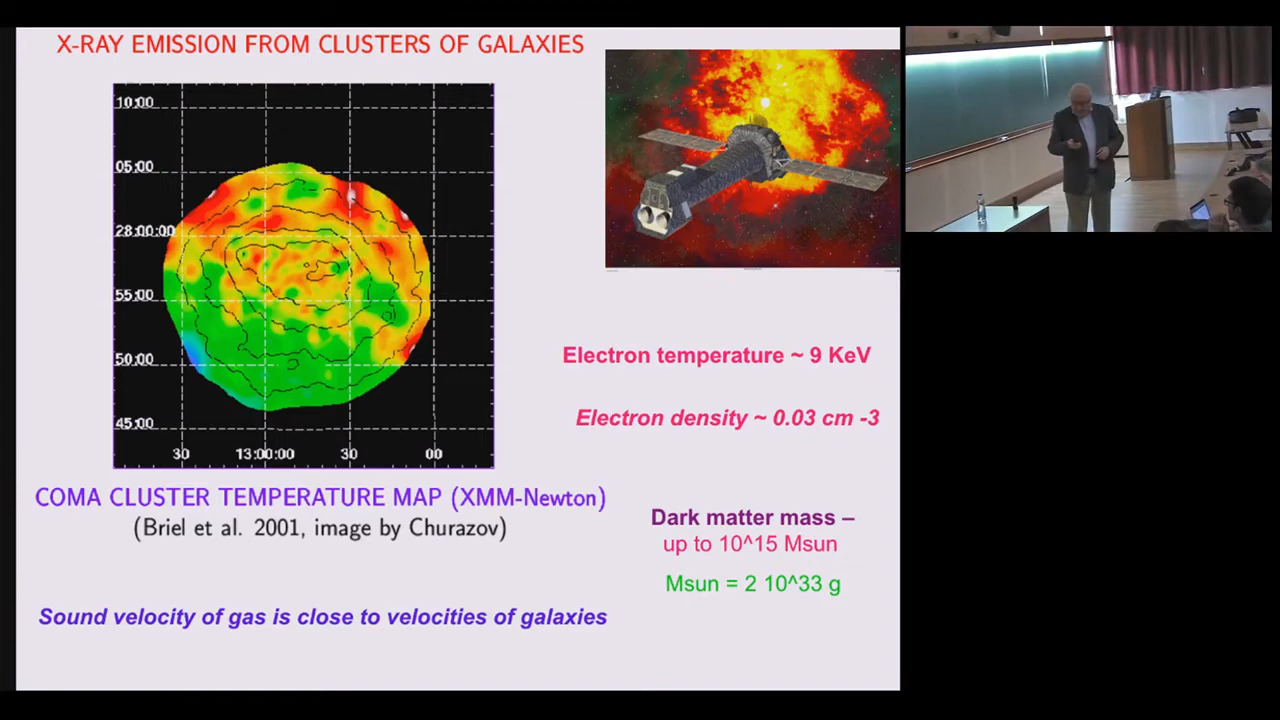 X-RAY EMISSION FROM CLUSTERS OF GALAXIES
10:00
05:00
28:00:00
55:00
50:00
45:00
30 13:00:00 30 00
COMA CLUSTER TEMPERATURE MAP (XMM-Newton)
(Briel et al. 2001, image by Churazov)
Sound velocity of gas is close to velocities of galaxies
Electron temperature ~ 9 KeV
Electron density ~ 0.03 cm -3
Dark matter mass –
up to 10^15 Msun
Msun = 2 10^33 g